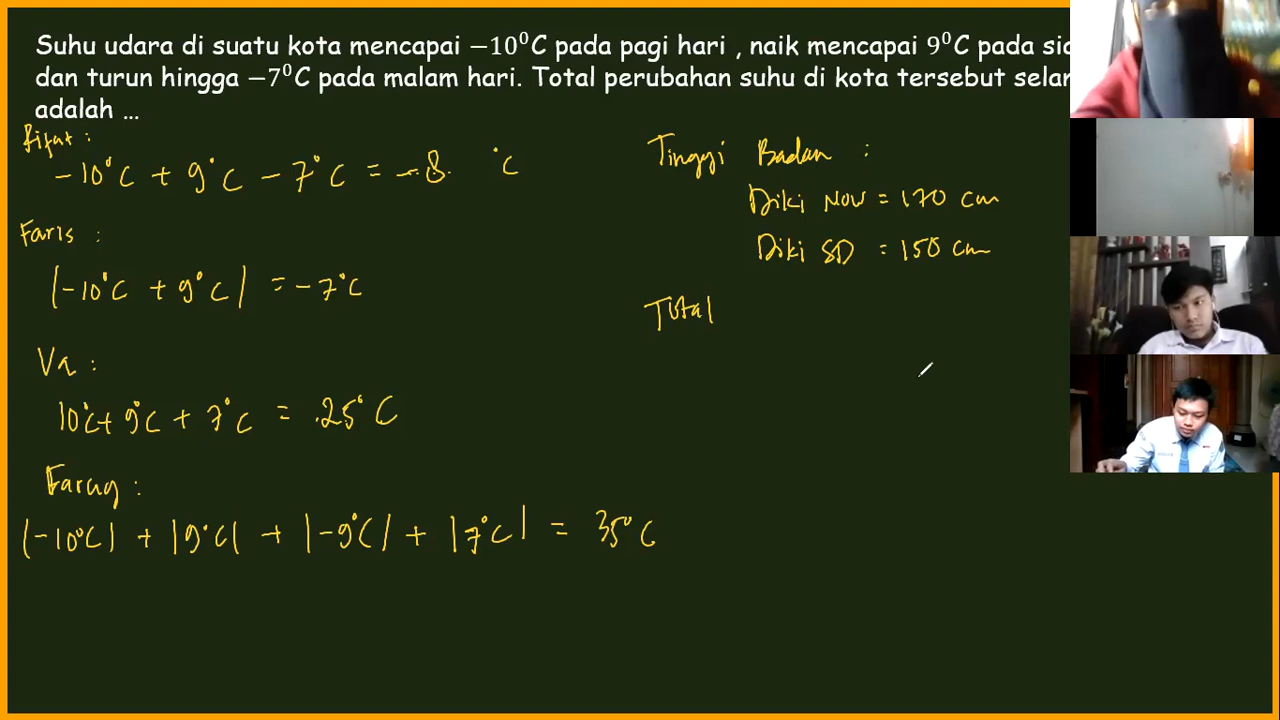 Suhu udara di suatu kota mencapai −10⁰C pada pagi hari , naik mencapai 9⁰C pada
dan turun hingga −7⁰C pada malam hari. Total perubahan suhu di kota tersebut
adalah ...
Rifat :
-10°C + 9°C - 7°C = -8 °C
Faris :
|-10°C + 9°C| = -7°C
Va :
10°C + 9°C + 7°C = 25°C
Faruq :
|-10°C| + |9°C| + |-9°C| + |7°C| = 35°C
Tinggi Badan :
Diki Now = 170 cm
Diki SD = 150 cm
Total